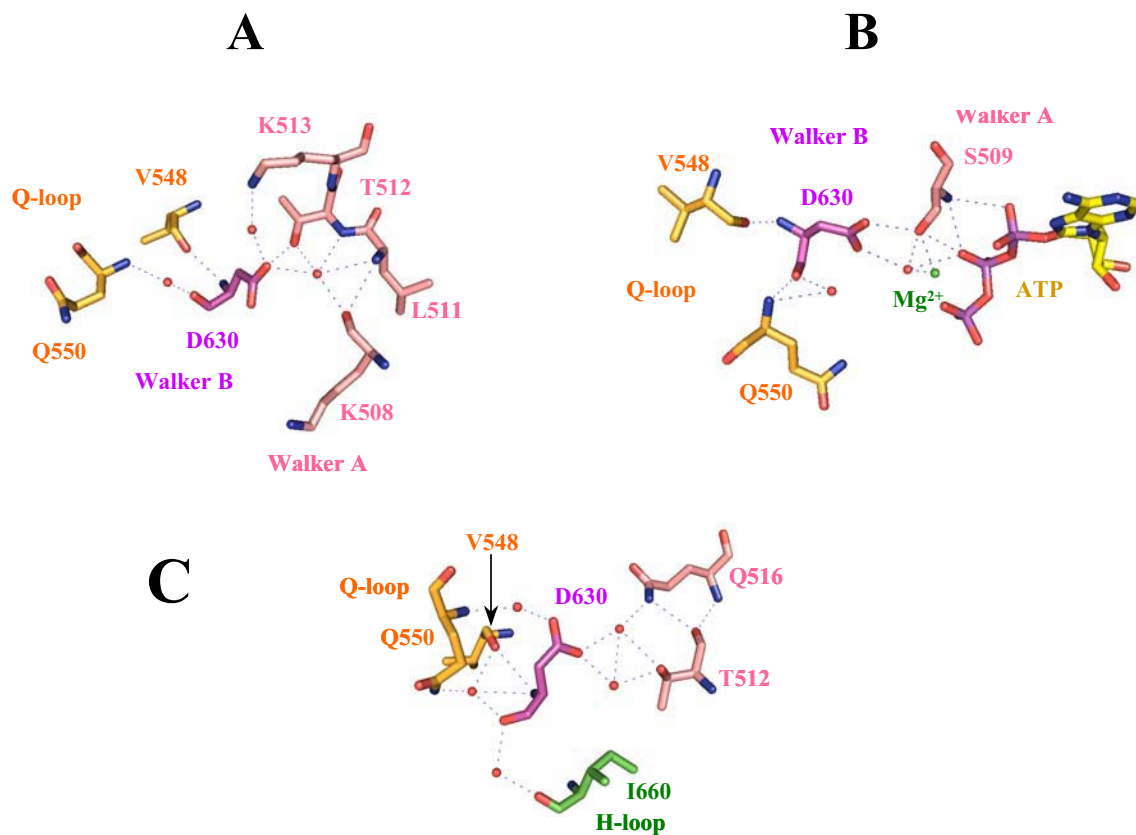 A
K513
V548
T512
Q-loop
L511
Q550
D630
Walker B
K508
Walker A
B
Walker A
Walker B
S509
V548
D630
Q-loop
Mg²⁺
ATP
Q550
C
V548
Q-loop
D630
Q516
Q550
T512
I660
H-loop